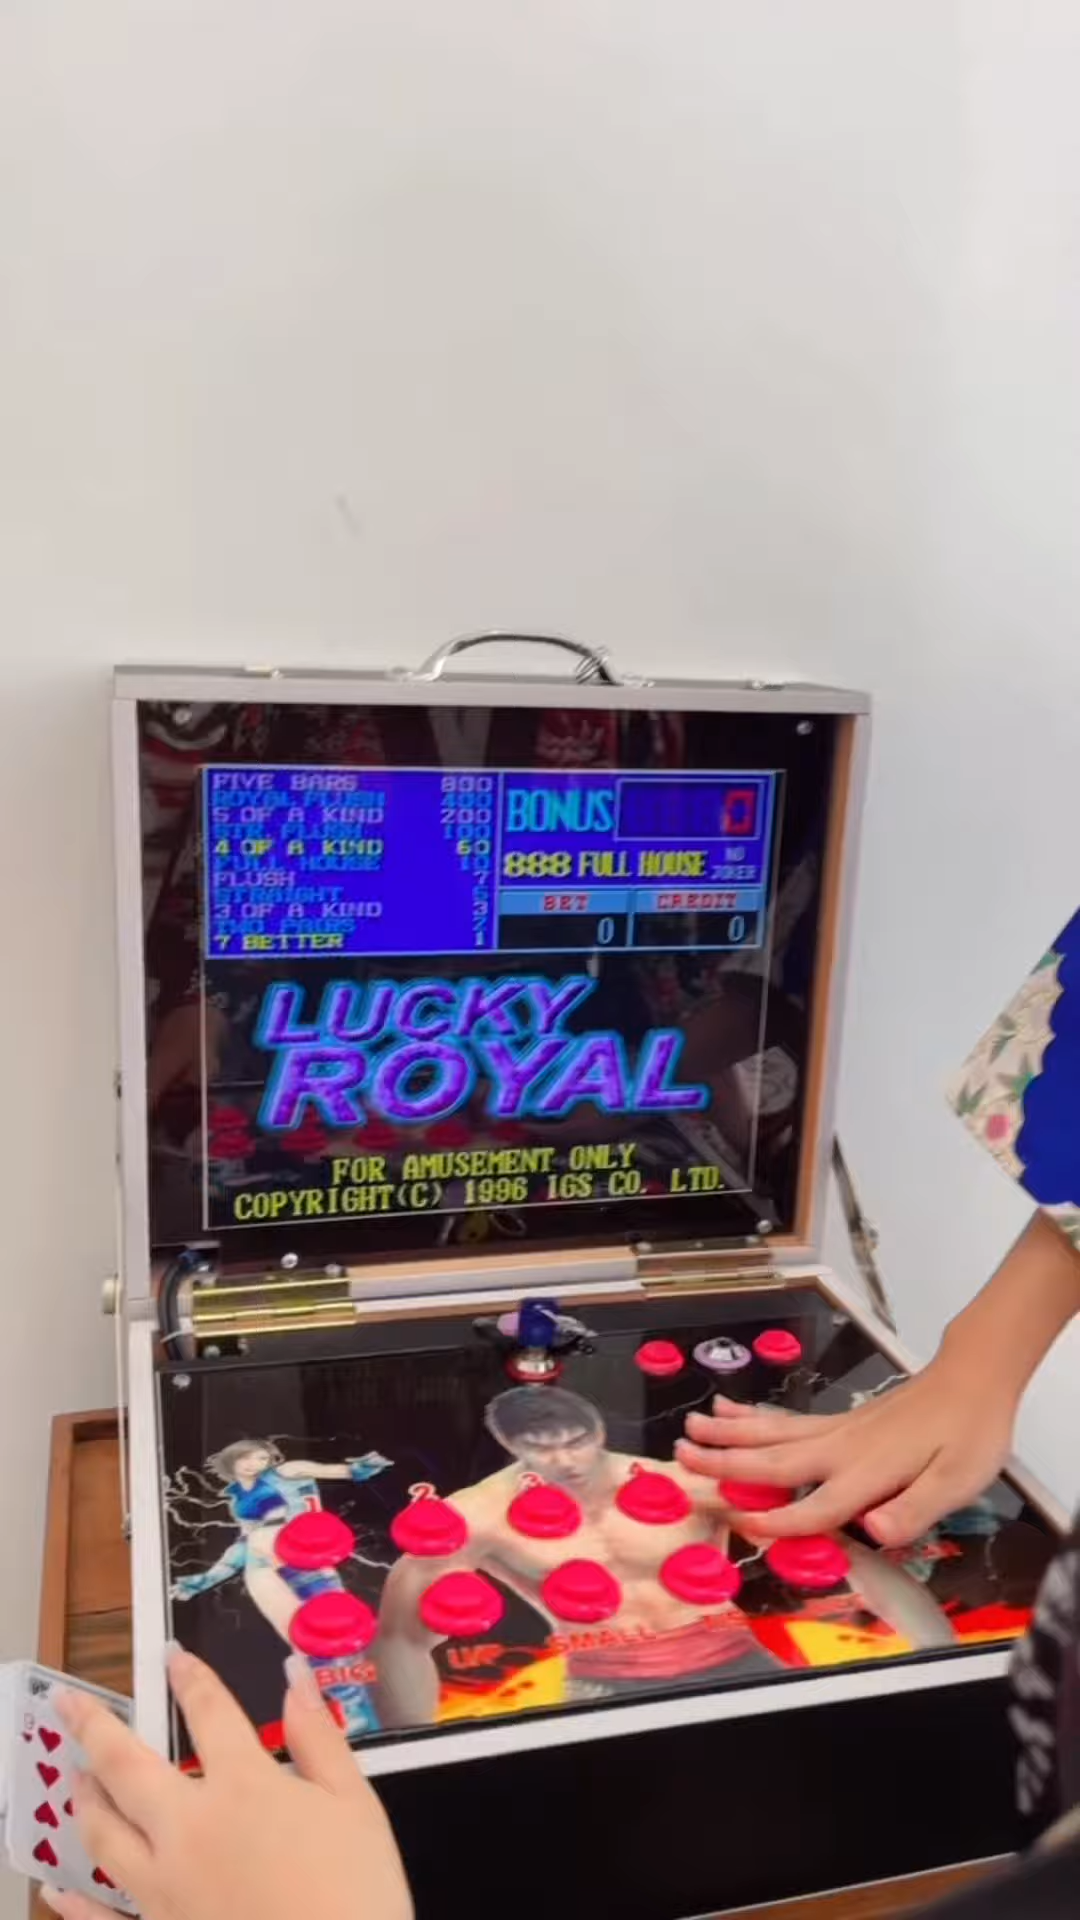 FIVE BARS 800
ROYAL FLUSH 400
5 OF A KIND 200
STR. FLUSH 100
4 OF A KIND 60
FULL HOUSE 10
FLUSH 7
STRAIGHT 5
3 OF A KIND 3
TWO PAIRS 2
7 BETTER 1
BONUS 0
888 FULL HOUSE NO JOKER
BET CREDIT
0 0
LUCKY
ROYAL
FOR AMUSEMENT ONLY
COPYRIGHT(C) 1996 IGS CO. LTD.
1 2 3 4
BIG UP SMALL